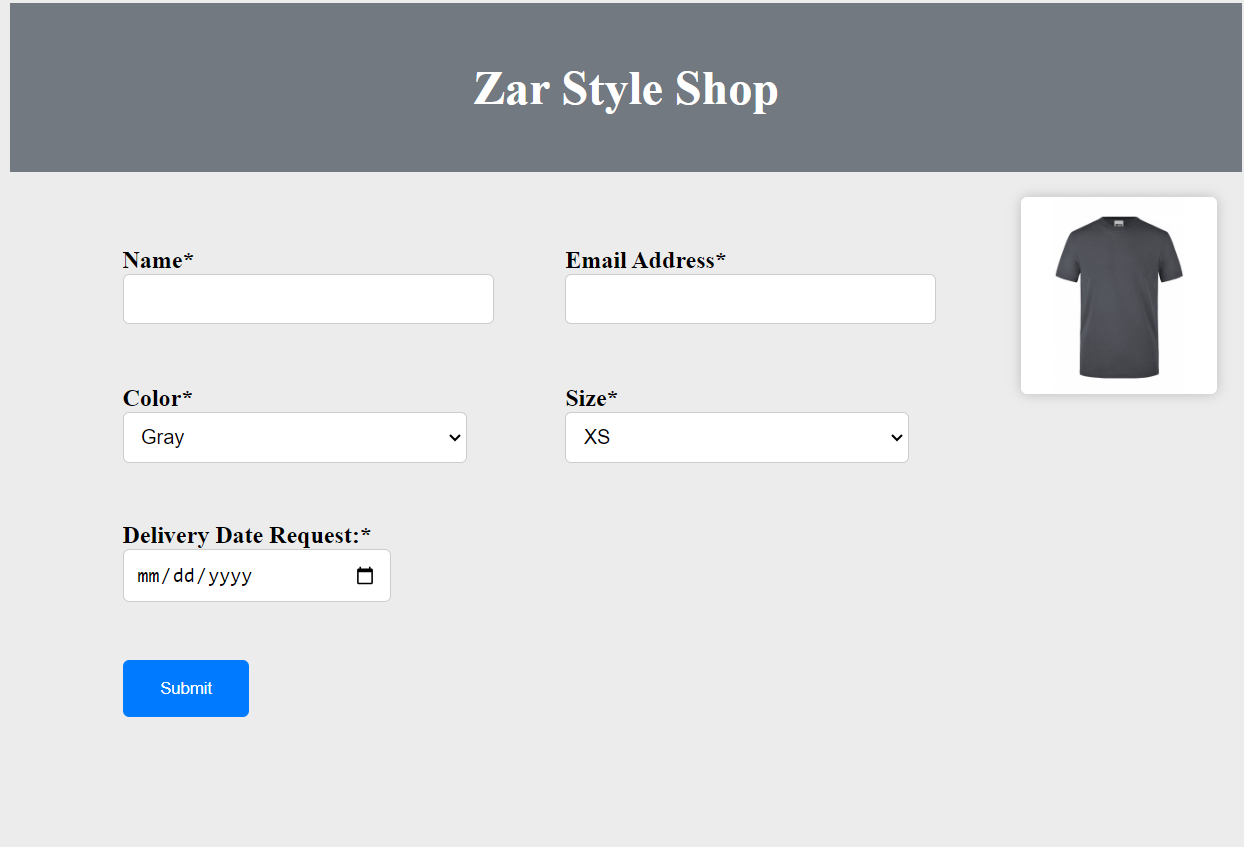 Zar Style Shop
Name*
Email Address*
Color*
Size*
Gray
XS
Delivery Date Request:*
mm/dd/yyyy
Submit